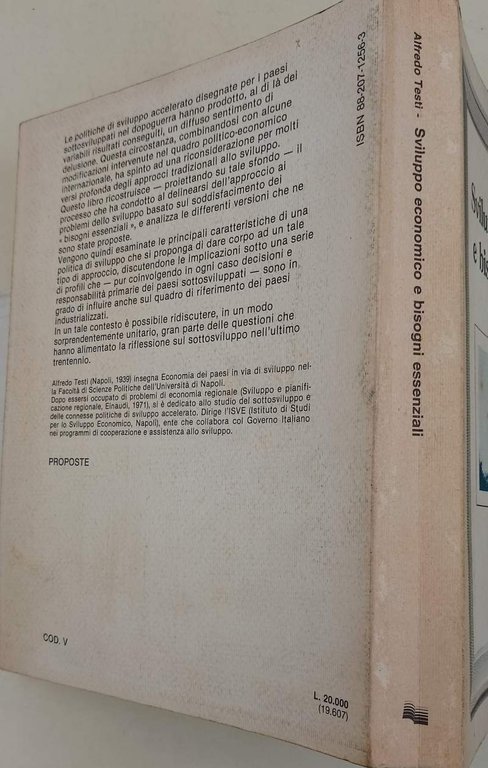 Le politiche di sviluppo accelerato disegnate per i paesi
sottosviluppati nel dopoguerra hanno prodotto, al di là dei
variabili risultati conseguiti, un diffuso sentimento di
delusione. Questa circostanza, combinandosi con alcune
modificazioni intervenute nel quadro politico-economico
internazionale, ha spinto ad una riconsiderazione per molti
versi profonda degli approcci tradizionali allo sviluppo.
Questo libro ricostruisce — proiettando su tale sfondo — il
processo che ha condotto al delinearsi dell'approccio ai
problemi dello sviluppo basato sul soddisfacimento dei
« bisogni essenziali », e analizza le differenti versioni che ne
sono state proposte.
Vengono quindi esaminate le principali caratteristiche di una
politica di sviluppo che si proponga di dare corpo ad un tale
tipo di approccio, discutendone le implicazioni sotto una serie
di profili che — pur coinvolgendo in ogni caso decisioni e
responsabilità primarie dei paesi sottosviluppati — sono in
grado di influire anche sul quadro di riferimento dei paesi
industrializzati.
In un tale contesto è possibile ridiscutere, in un modo
sorprendentemente unitario, gran parte delle questioni che
hanno alimentato la riflessione sul sottosviluppo nell'ultimo
trentennio.
Alfredo Testi (Napoli, 1939) insegna Economia dei paesi in via di sviluppo nel-
la Facoltà di Scienze Politiche dell'Università di Napoli.
Dopo essersi occupato di problemi di economia regionale (Sviluppo e pianifi-
cazione regionale, Einaudi, 1971), si è dedicato allo studio del sottosviluppo e
delle connesse politiche di sviluppo accelerato. Dirige l'ISVE (Istituto di Studi
per lo Sviluppo Economico, Napoli), ente che collabora col Governo Italiano
nei programmi di cooperazione e assistenza allo sviluppo.
PROPOSTE
COD. V
L. 20.000
(19.607)
ISBN 88-207-1256-3
Alfredo Testi - Sviluppo economico e bisogni essenziali
Svilu
e bis